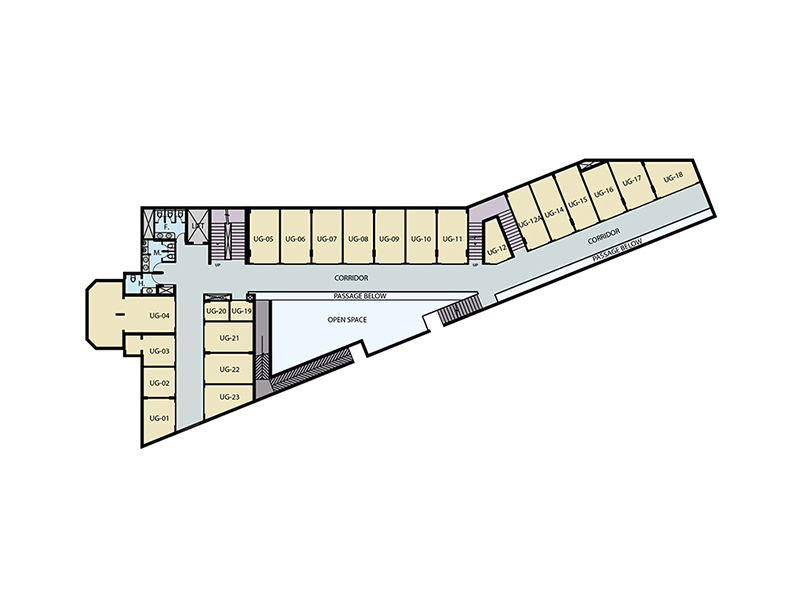 UG-18
UG-17
UG-16
UG-15
UG-14
UG-12A
UG-12
F.
LIFT
UG-05
UG-06
UG-07
UG-08
UG-09
UG-10
UG-11
CORRIDOR
PASSAGE BELOW
M.
UP
UP
H.
CORRIDOR
PASSAGE BELOW
UG-04
UG-20
UG-19
OPEN SPACE
UG-03
UG-21
UG-02
UG-22
UG-01
UG-23